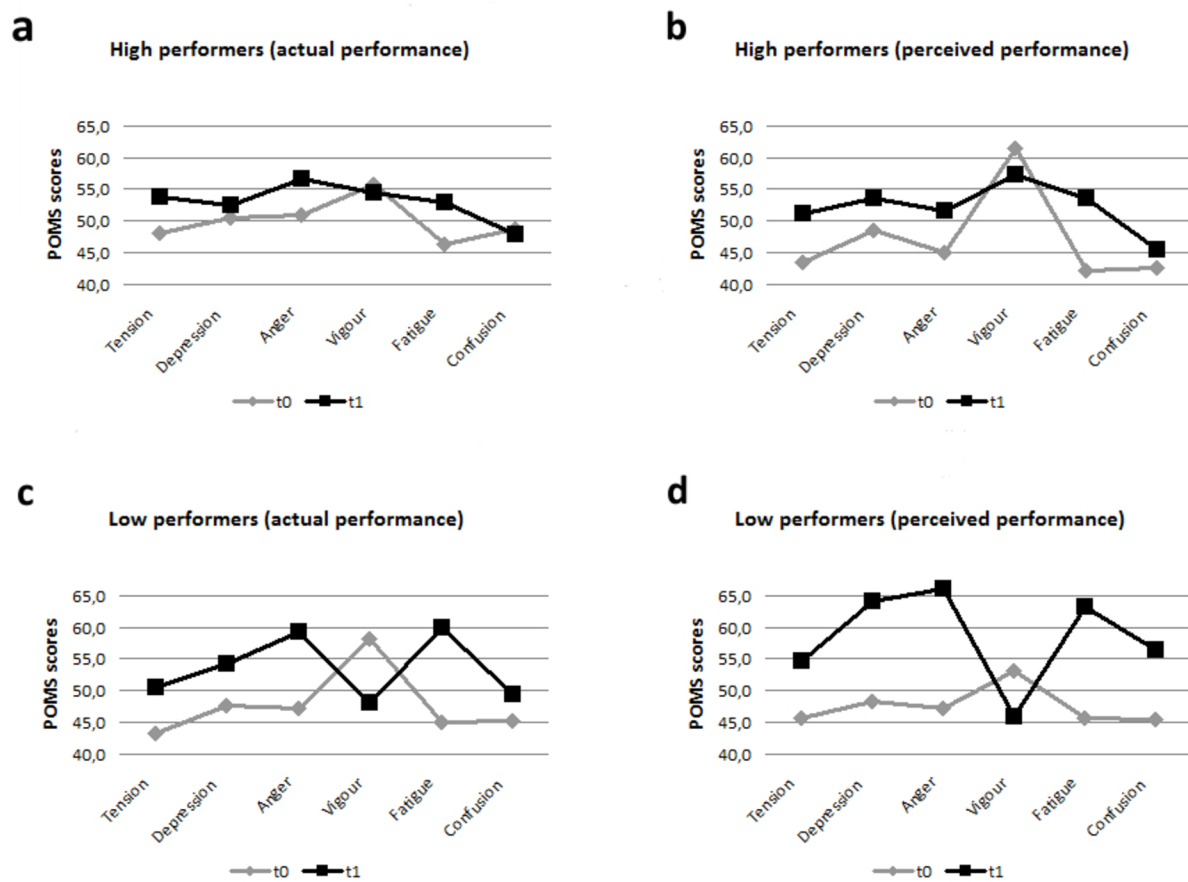 a
High performers (actual performance)
POMS scores
65,0
60,0
55,0
50,0
45,0
40,0
Tension
Depression
Anger
Vigour
Fatigue
Confusion
t0 t1
b
High performers (perceived performance)
POMS scores
65,0
60,0
55,0
50,0
45,0
40,0
Tension
Depression
Anger
Vigour
Fatigue
Confusion
t0 t1
c
Low performers (actual performance)
POMS scores
65,0
60,0
55,0
50,0
45,0
40,0
Tension
Depression
Anger
Vigour
Fatigue
Confusion
t0 t1
d
Low performers (perceived performance)
POMS scores
65,0
60,0
55,0
50,0
45,0
40,0
Tension
Depression
Anger
Vigour
Fatigue
Confusion
t0 t1